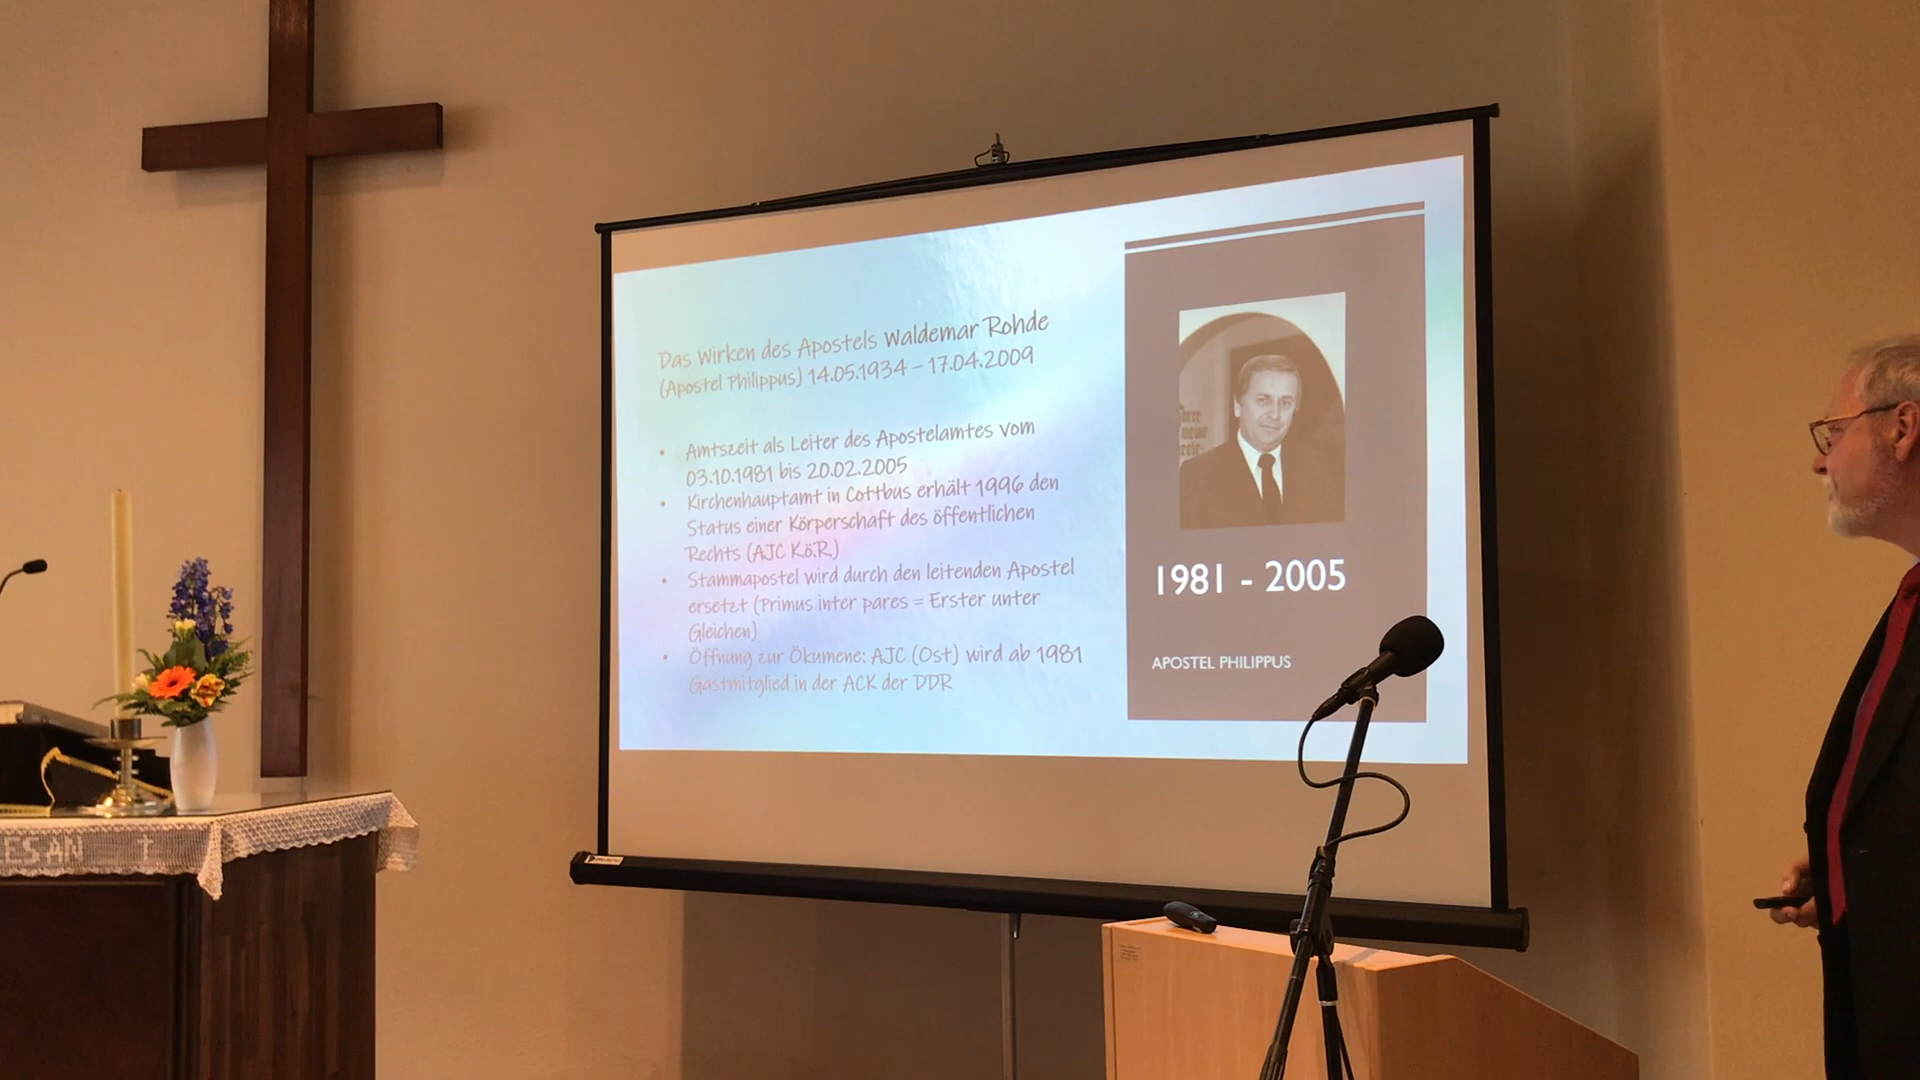 Das Wirken des Apostels Waldemar Rohde
(Apostel Philippus) 14.05.1934 – 17.04.2009
• Amtszeit als Leiter des Apostelamtes vom
03.10.1981 bis 20.02.2005
• Kirchenhauptamt in Cottbus erhält 1996 den
Status einer Körperschaft des öffentlichen
Rechts (AJC KöR.)
• Stammapostel wird durch den leitenden Apostel
ersetzt (Primus inter pares = Erster unter
Gleichen)
• Öffnung zur Ökumene: AJC (Ost) wird ab 1981
Gastmitglied in der ACK der DDR
1981 - 2005
APOSTEL PHILIPPUS
ESAN